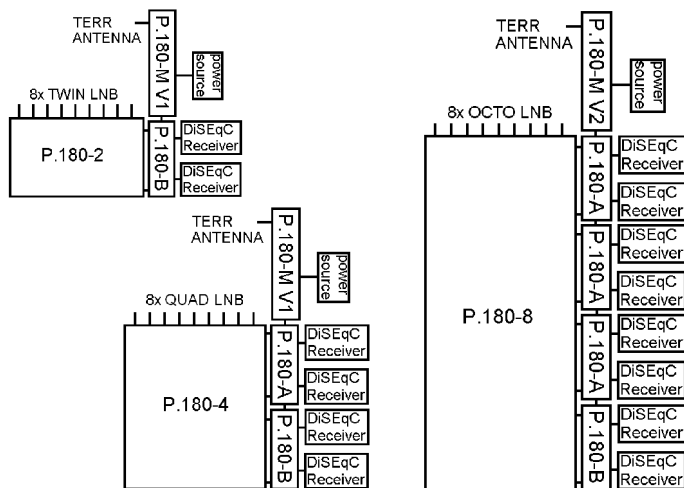 TERR
ANTENNA
P.180-M V1
power
source
8x TWIN LNB
P.180-2
P.180-B
DiSEqC
Receiver
DiSEqC
Receiver
TERR
ANTENNA
P.180-M V1
power
source
8x QUAD LNB
P.180-4
P.180-A
P.180-B
DiSEqC
Receiver
DiSEqC
Receiver
DiSEqC
Receiver
DiSEqC
Receiver
TERR
ANTENNA
P.180-M V2
power
source
8x OCTO LNB
P.180-8
P.180-A
P.180-A
P.180-A
P.180-B
DiSEqC
Receiver
DiSEqC
Receiver
DiSEqC
Receiver
DiSEqC
Receiver
DiSEqC
Receiver
DiSEqC
Receiver
DiSEqC
Receiver
DiSEqC
Receiver